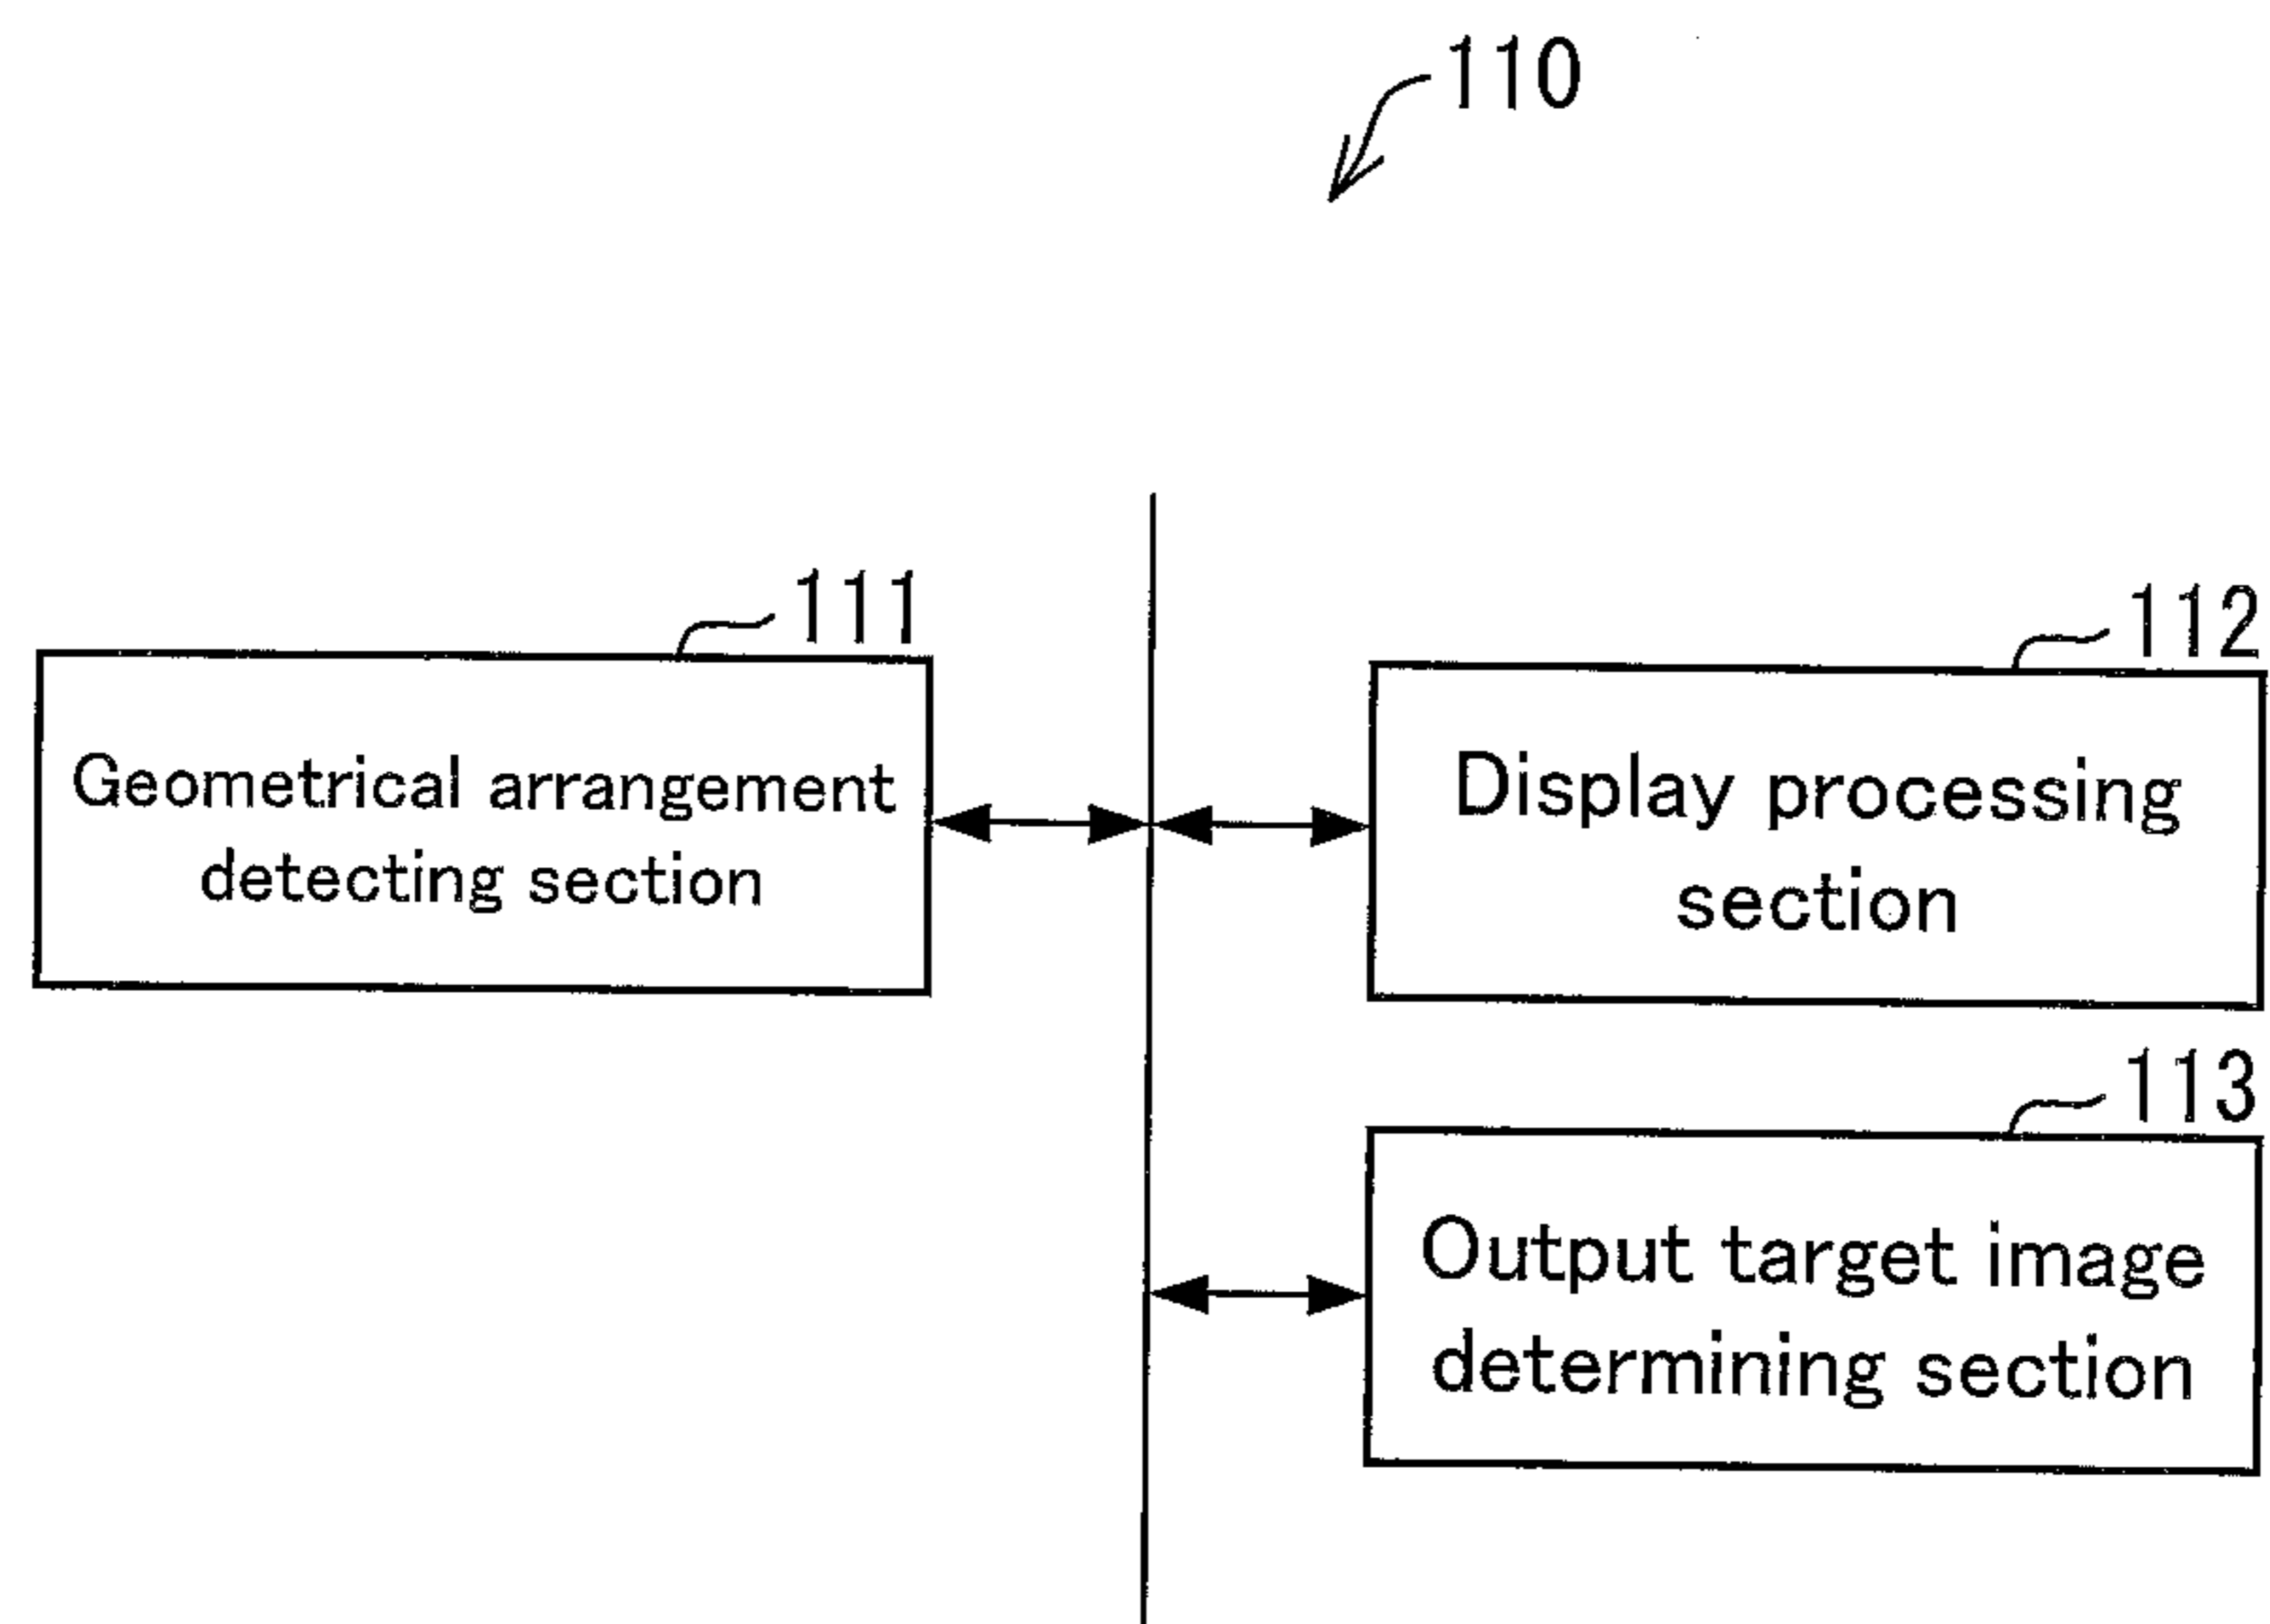 110
111
Geometrical arrangement
detecting section
112
Display processing
section
113
Output target image
determining section